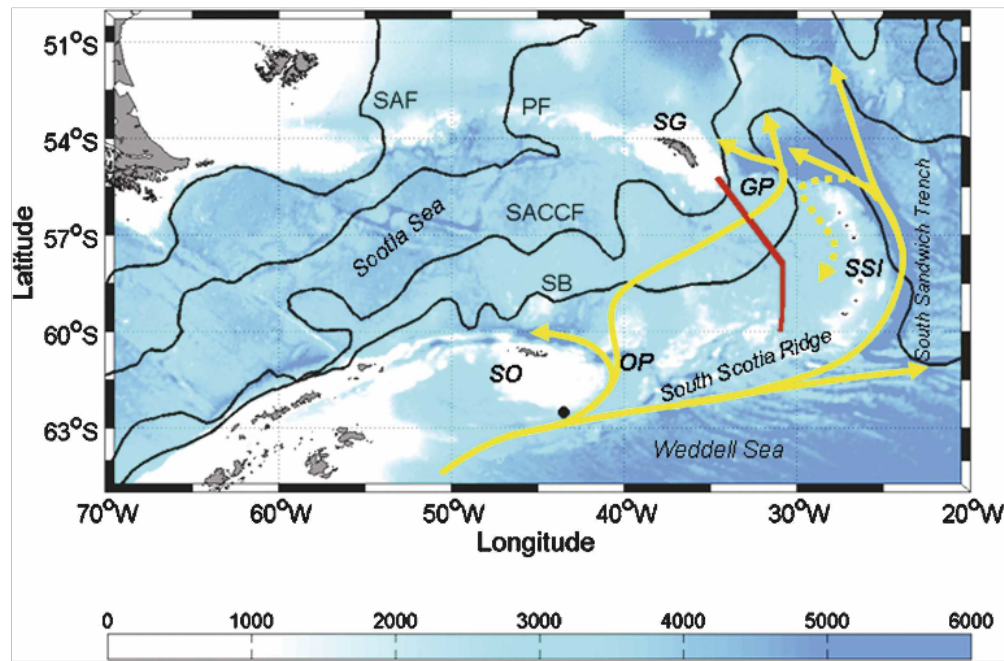 51°S
54°S
57°S
60°S
63°S
Latitude
SAF
PF
SG
GP
SACCF
Scotia Sea
SB
SSI
South Sandwich Trench
OP
SO
South Scotia Ridge
Weddell Sea
70°W 60°W 50°W 40°W 30°W 20°W
Longitude
0 1000 2000 3000 4000 5000 6000